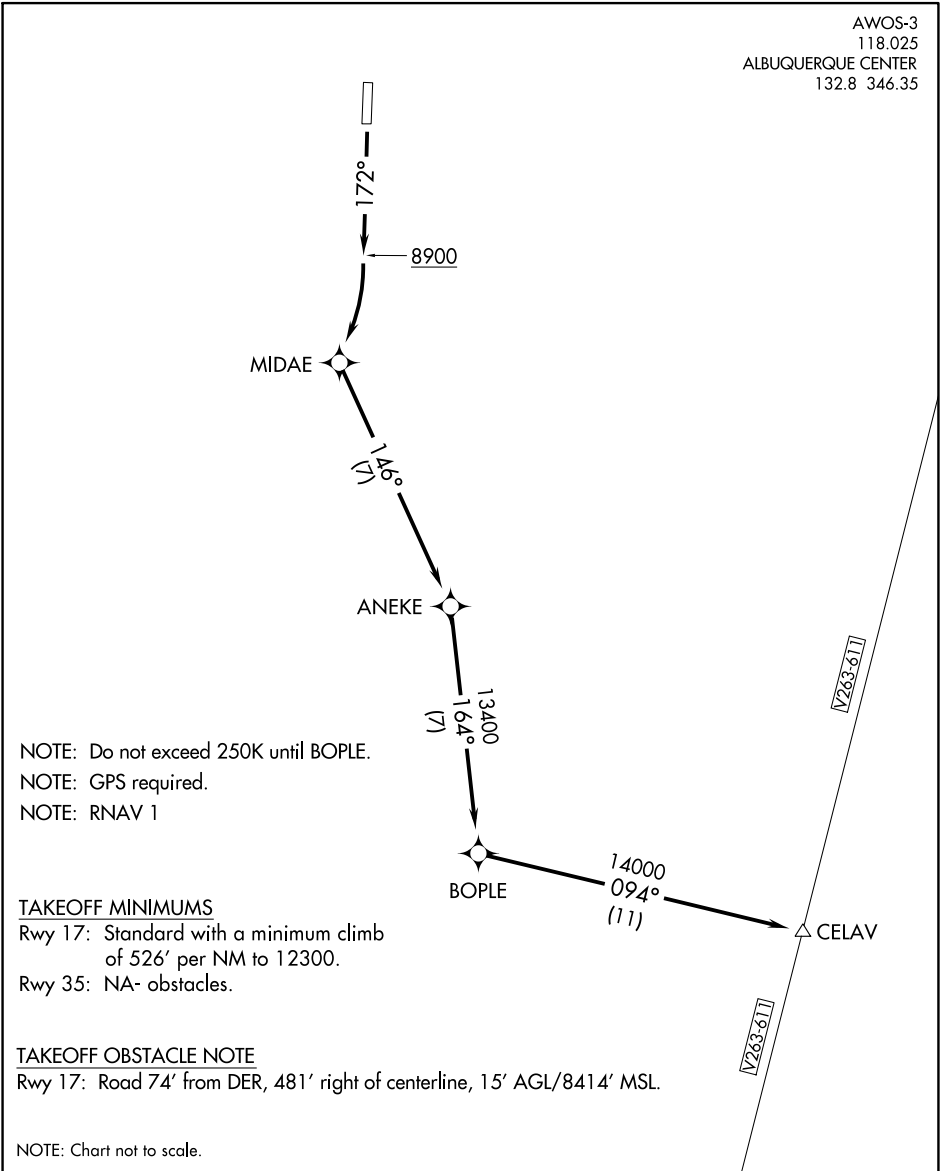 AWOS-3
118.025
ALBUQUERQUE CENTER
132.8 346.35
172°
8900
MIDAE
146°
(7)
ANEKE
13400
164°
(7)
V263-611
NOTE: Do not exceed 250K until BOPLE.
NOTE: GPS required.
NOTE: RNAV 1
BOPLE
14000
094°
(11)
CELAV
TAKEOFF MINIMUMS
Rwy 17: Standard with a minimum climb
of 526' per NM to 12300.
Rwy 35: NA- obstacles.
V263-611
TAKEOFF OBSTACLE NOTE
Rwy 17: Road 74' from DER, 481' right of centerline, 15' AGL/8414' MSL.
NOTE: Chart not to scale.